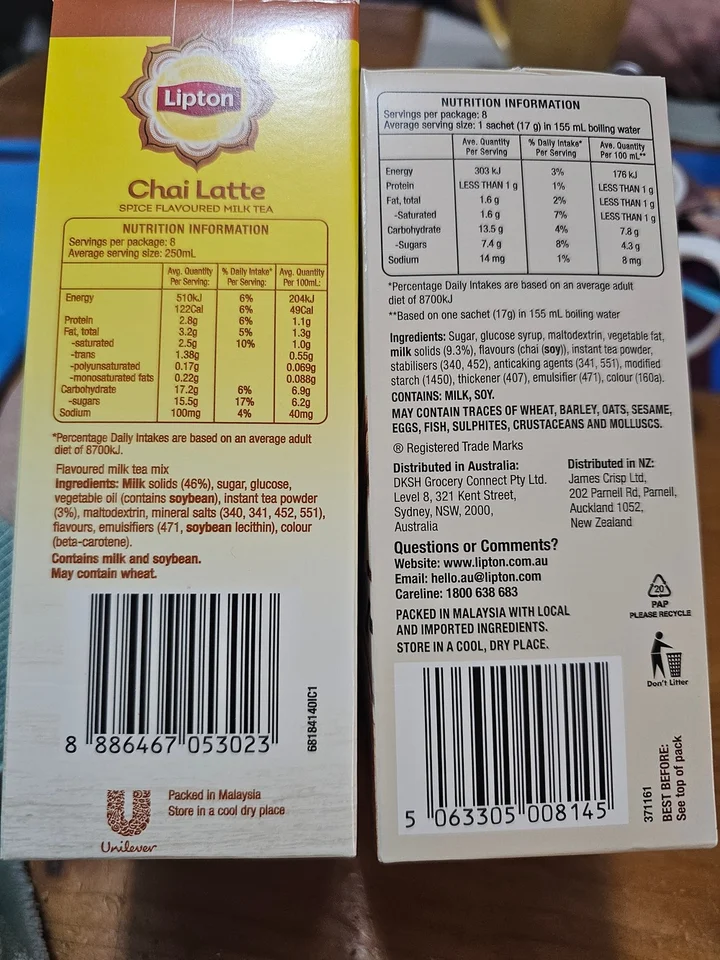 Lipton
Chai Latte
SPICE FLAVOURED MILK TEA
NUTRITION INFORMATION
Servings per package: 8
Average serving size: 250mL
Avg. Quantity Per Serving: % Daily Intake* Per Serving: Avg. Quantity Per 100mL:
Energy 510kJ 6% 204kJ
122Cal 6% 49Cal
Protein 2.8g 6% 1.1g
Fat, total 3.2g 5% 1.3g
-saturated 2.5g 10% 1.0g
-trans 1.38g 0.55g
-polyunsaturated 0.17g 0.069g
-monosaturated fats 0.22g 0.088g
Carbohydrate 17.2g 6% 6.9g
-sugars 15.5g 17% 6.2g
Sodium 100mg 4% 40mg
*Percentage Daily Intakes are based on an average adult
diet of 8700kJ.
Flavoured milk tea mix
Ingredients: Milk solids (46%), sugar, glucose,
vegetable oil (contains soybean), instant tea powder
(3%), maltodextrin, mineral salts (340, 341, 452, 551),
flavours, emulsifiers (471, soybean lecithin), colour
(beta-carotene).
Contains milk and soybean.
May contain wheat.
8 886467 053023
68184140IC1
Unilever
Packed in Malaysia
Store in a cool dry place
NUTRITION INFORMATION
Servings per package: 8
Average serving size: 1 sachet (17 g) in 155 mL boiling water
Ave. Quantity Per Serving % Daily Intake* Per Serving Ave. Quantity Per 100 mL**
Energy 303 kJ 3% 176 kJ
Protein LESS THAN 1 g 1% LESS THAN 1 g
Fat, total 1.6 g 2% LESS THAN 1 g
-Saturated 1.6 g 7% LESS THAN 1 g
Carbohydrate 13.5 g 4% 7.8 g
-Sugars 7.4 g 8% 4.3 g
Sodium 14 mg 1% 8 mg
*Percentage Daily Intakes are based on an average adult
diet of 8700kJ
**Based on one sachet (17g) in 155 mL boiling water
Ingredients: Sugar, glucose syrup, maltodextrin, vegetable fat,
milk solids (9.3%), flavours (chai (soy)), instant tea powder,
stabilisers (340, 452), anticaking agents (341, 551), modified
starch (1450), thickener (407), emulsifier (471), colour (160a).
CONTAINS: MILK, SOY.
MAY CONTAIN TRACES OF WHEAT, BARLEY, OATS, SESAME,
EGGS, FISH, SULPHITES, CRUSTACEANS AND MOLLUSCS.
® Registered Trade Marks
Distributed in Australia:
DKSH Grocery Connect Pty Ltd.
Level 8, 321 Kent Street,
Sydney, NSW, 2000,
Australia
Distributed in NZ:
James Crisp Ltd,
202 Parnell Rd, Parnell,
Auckland 1052,
New Zealand
Questions or Comments?
Website: www.lipton.com.au
Email: hello.au@lipton.com
Careline: 1800 638 683
PACKED IN MALAYSIA WITH LOCAL
AND IMPORTED INGREDIENTS.
STORE IN A COOL, DRY PLACE.
20
PAP
PLEASE RECYCLE
Don't Litter
5 063305 008145
371161
BEST BEFORE:
See top of pack